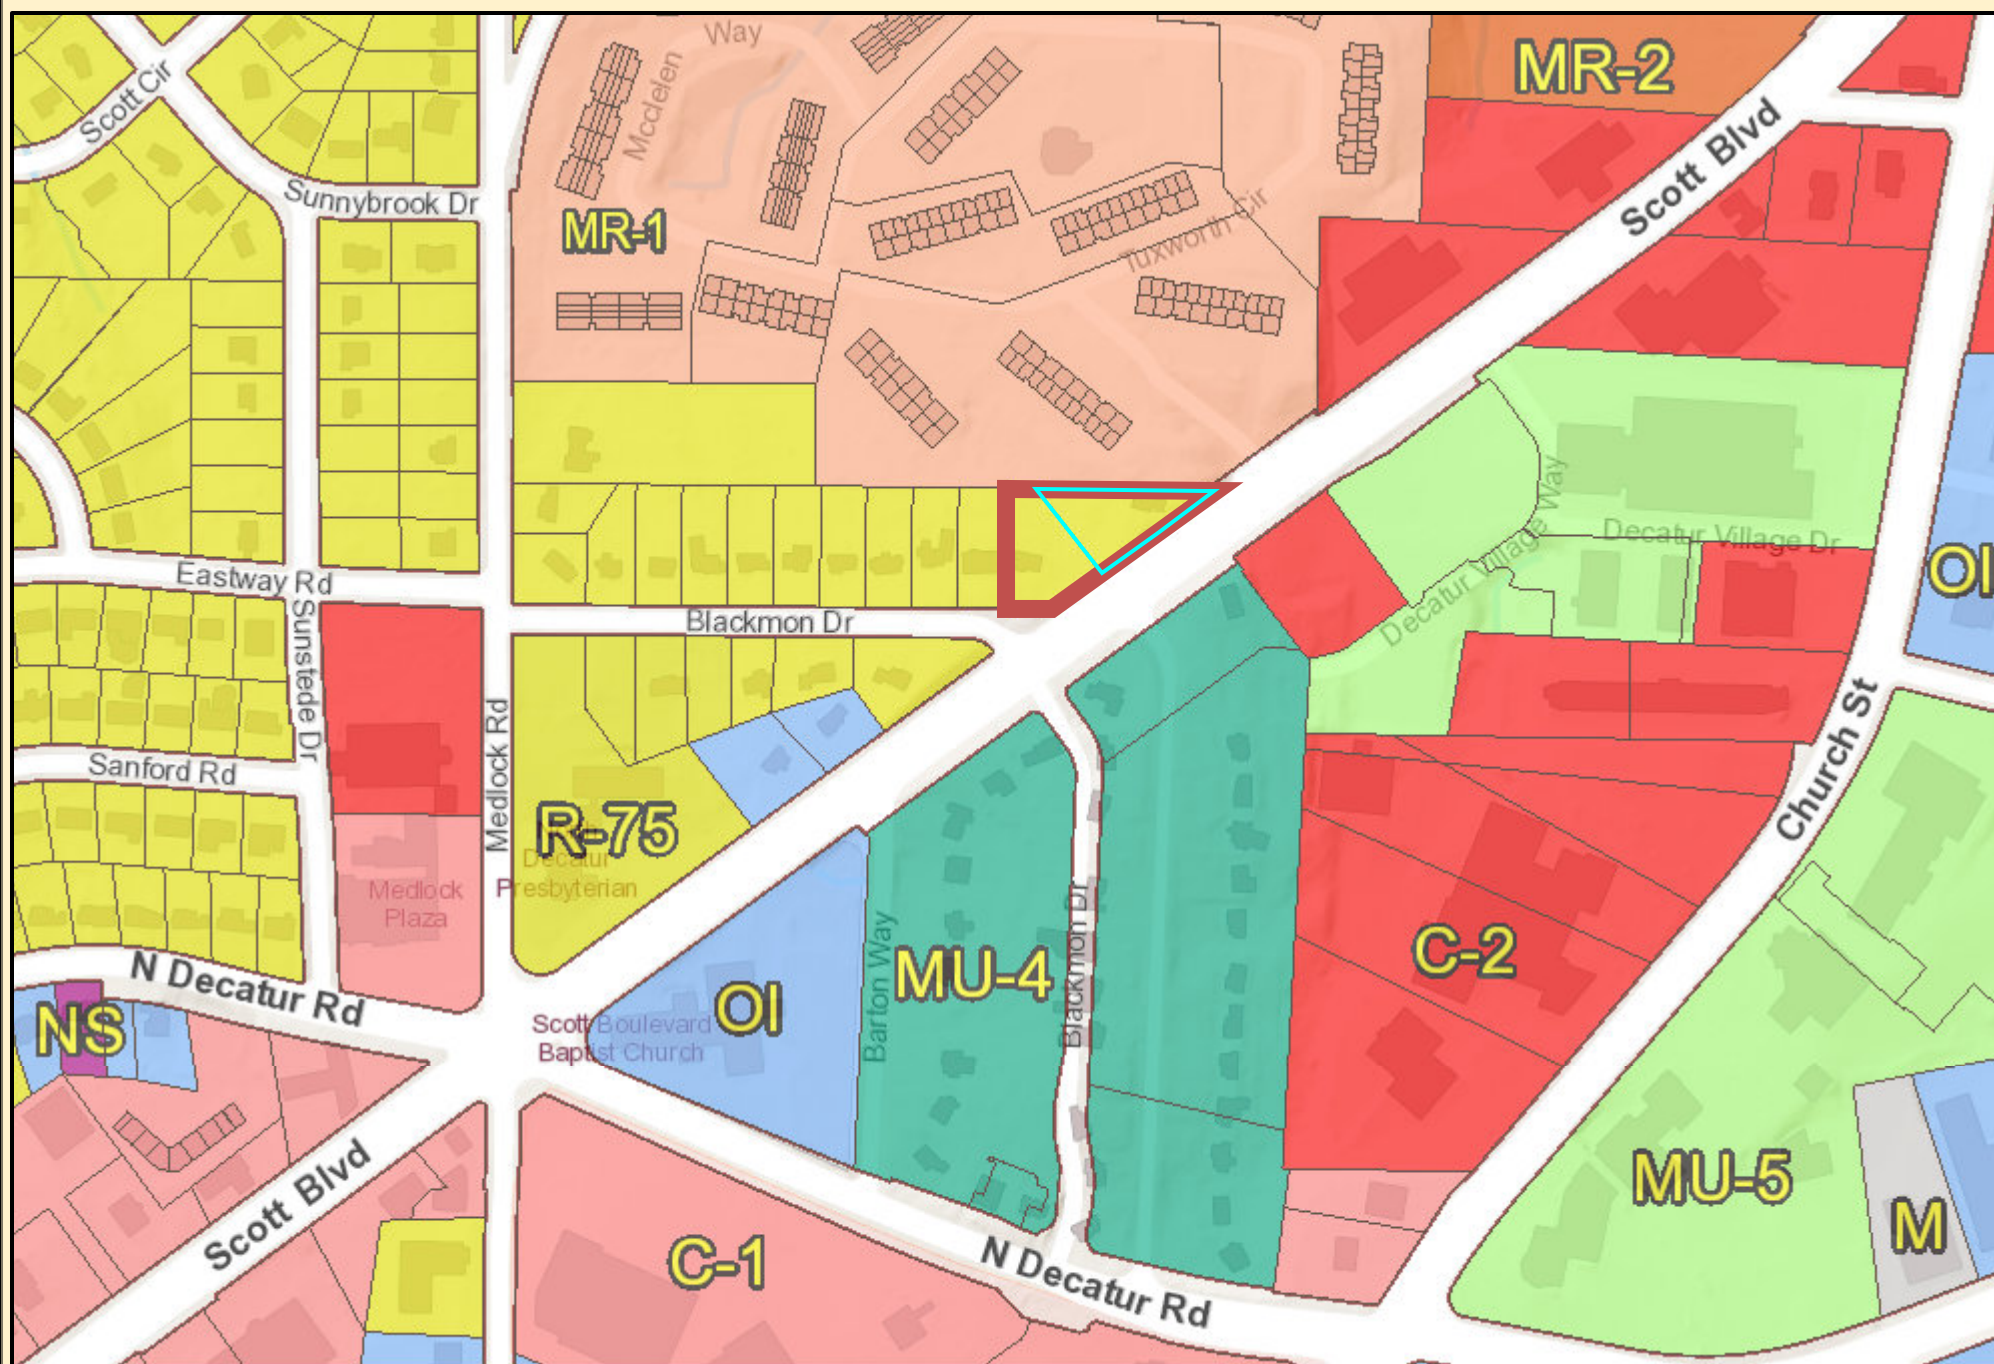 Way
MR-2
Scott Cir
Mcdelen
Scott Blvd
Sunnybrook Dr
MR-1
Tuxworth Cir
Decatur Village Way
Decatur Village Dr
OI
Eastway Rd
Sunstede Dr
Blackmon Dr
Sanford Rd
Medlock Rd
Church St
R-75
Decatur
Presbyterian
Medlock
Plaza
Barton Way
Blackmon Dr
MU-4
C-2
N Decatur Rd
NS
OI
Scott Boulevard
Baptist Church
MU-5
M
Scott Blvd
C-1
N Decatur Rd